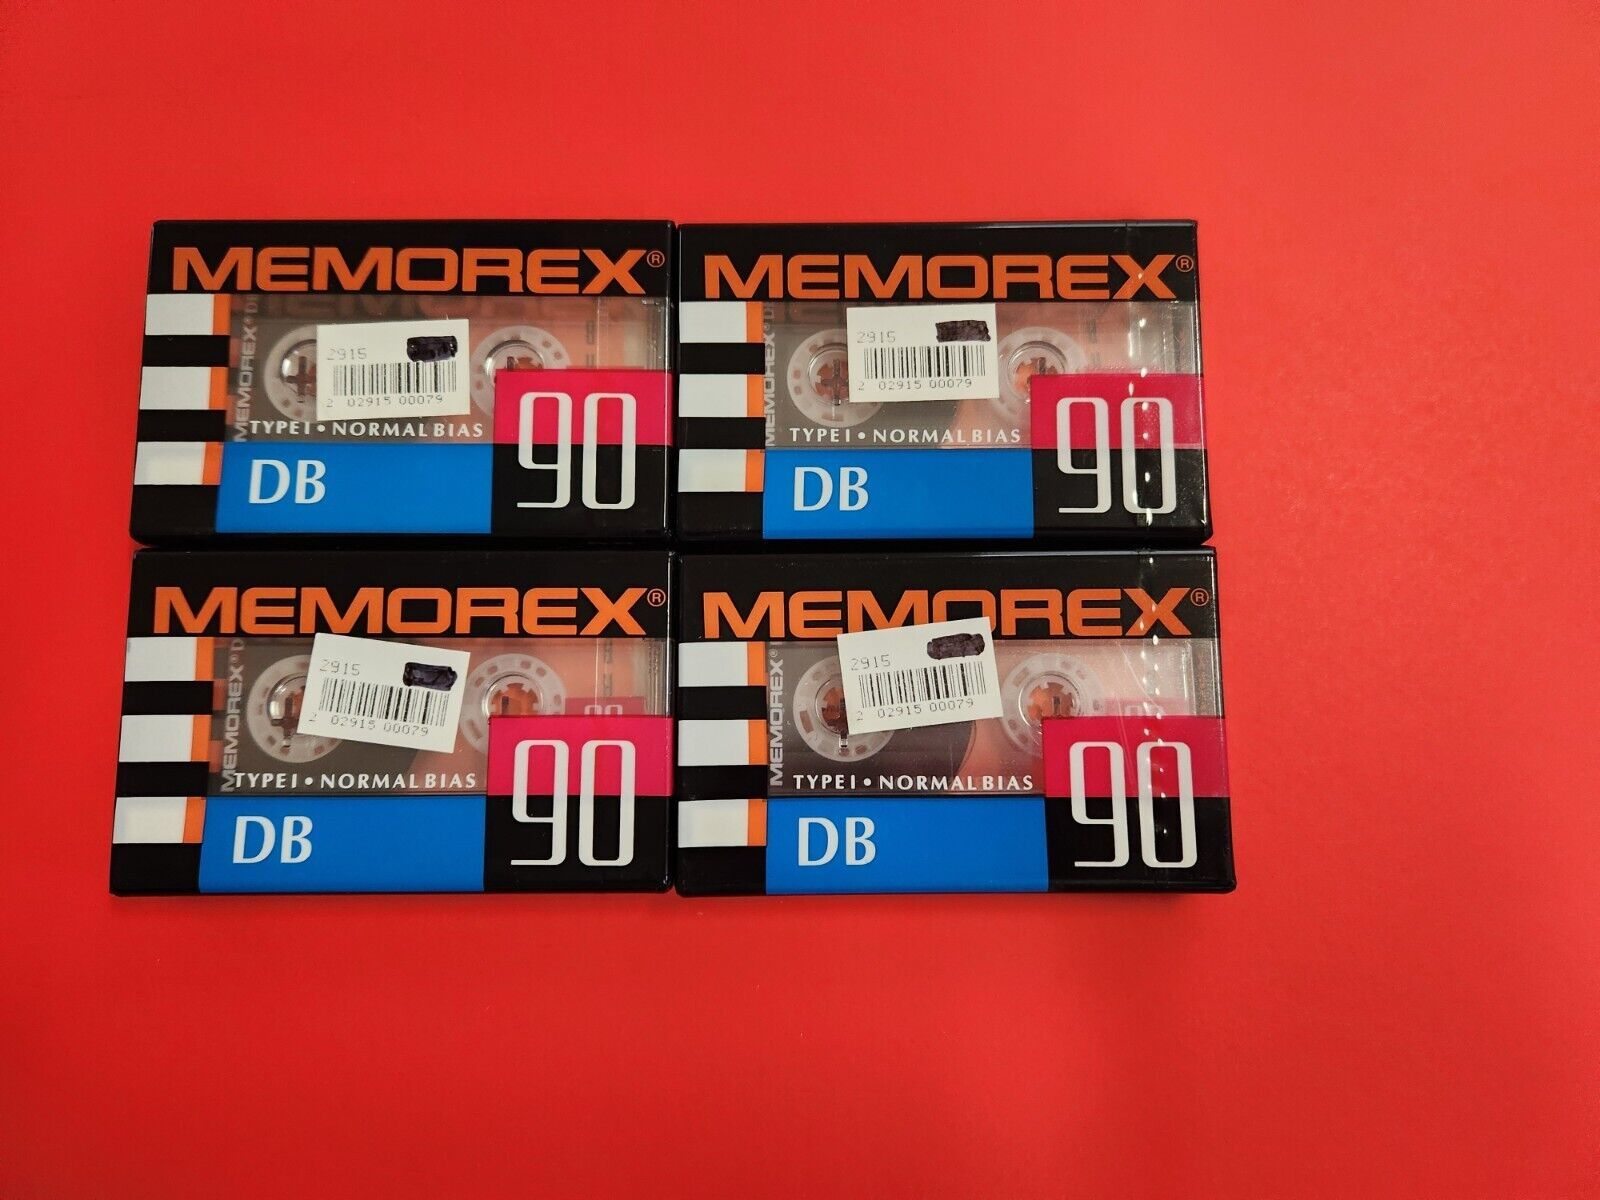 MEMOREX®
MEMOREX® D
2915
2 02915 00079
TYPE I • NORMAL BIAS
DB
90
MEMOREX®
MEMOREX® D
2915
2 02915 00079
TYPE I • NORMAL BIAS
DB
90
MEMOREX®
MEMOREX® D
2915
2 02915 00079
TYPE I • NORMAL BIAS
DB
90
MEMOREX®
MEMOREX®
2915
2 02915 00079
TYPE I • NORMAL BIAS
DB
90